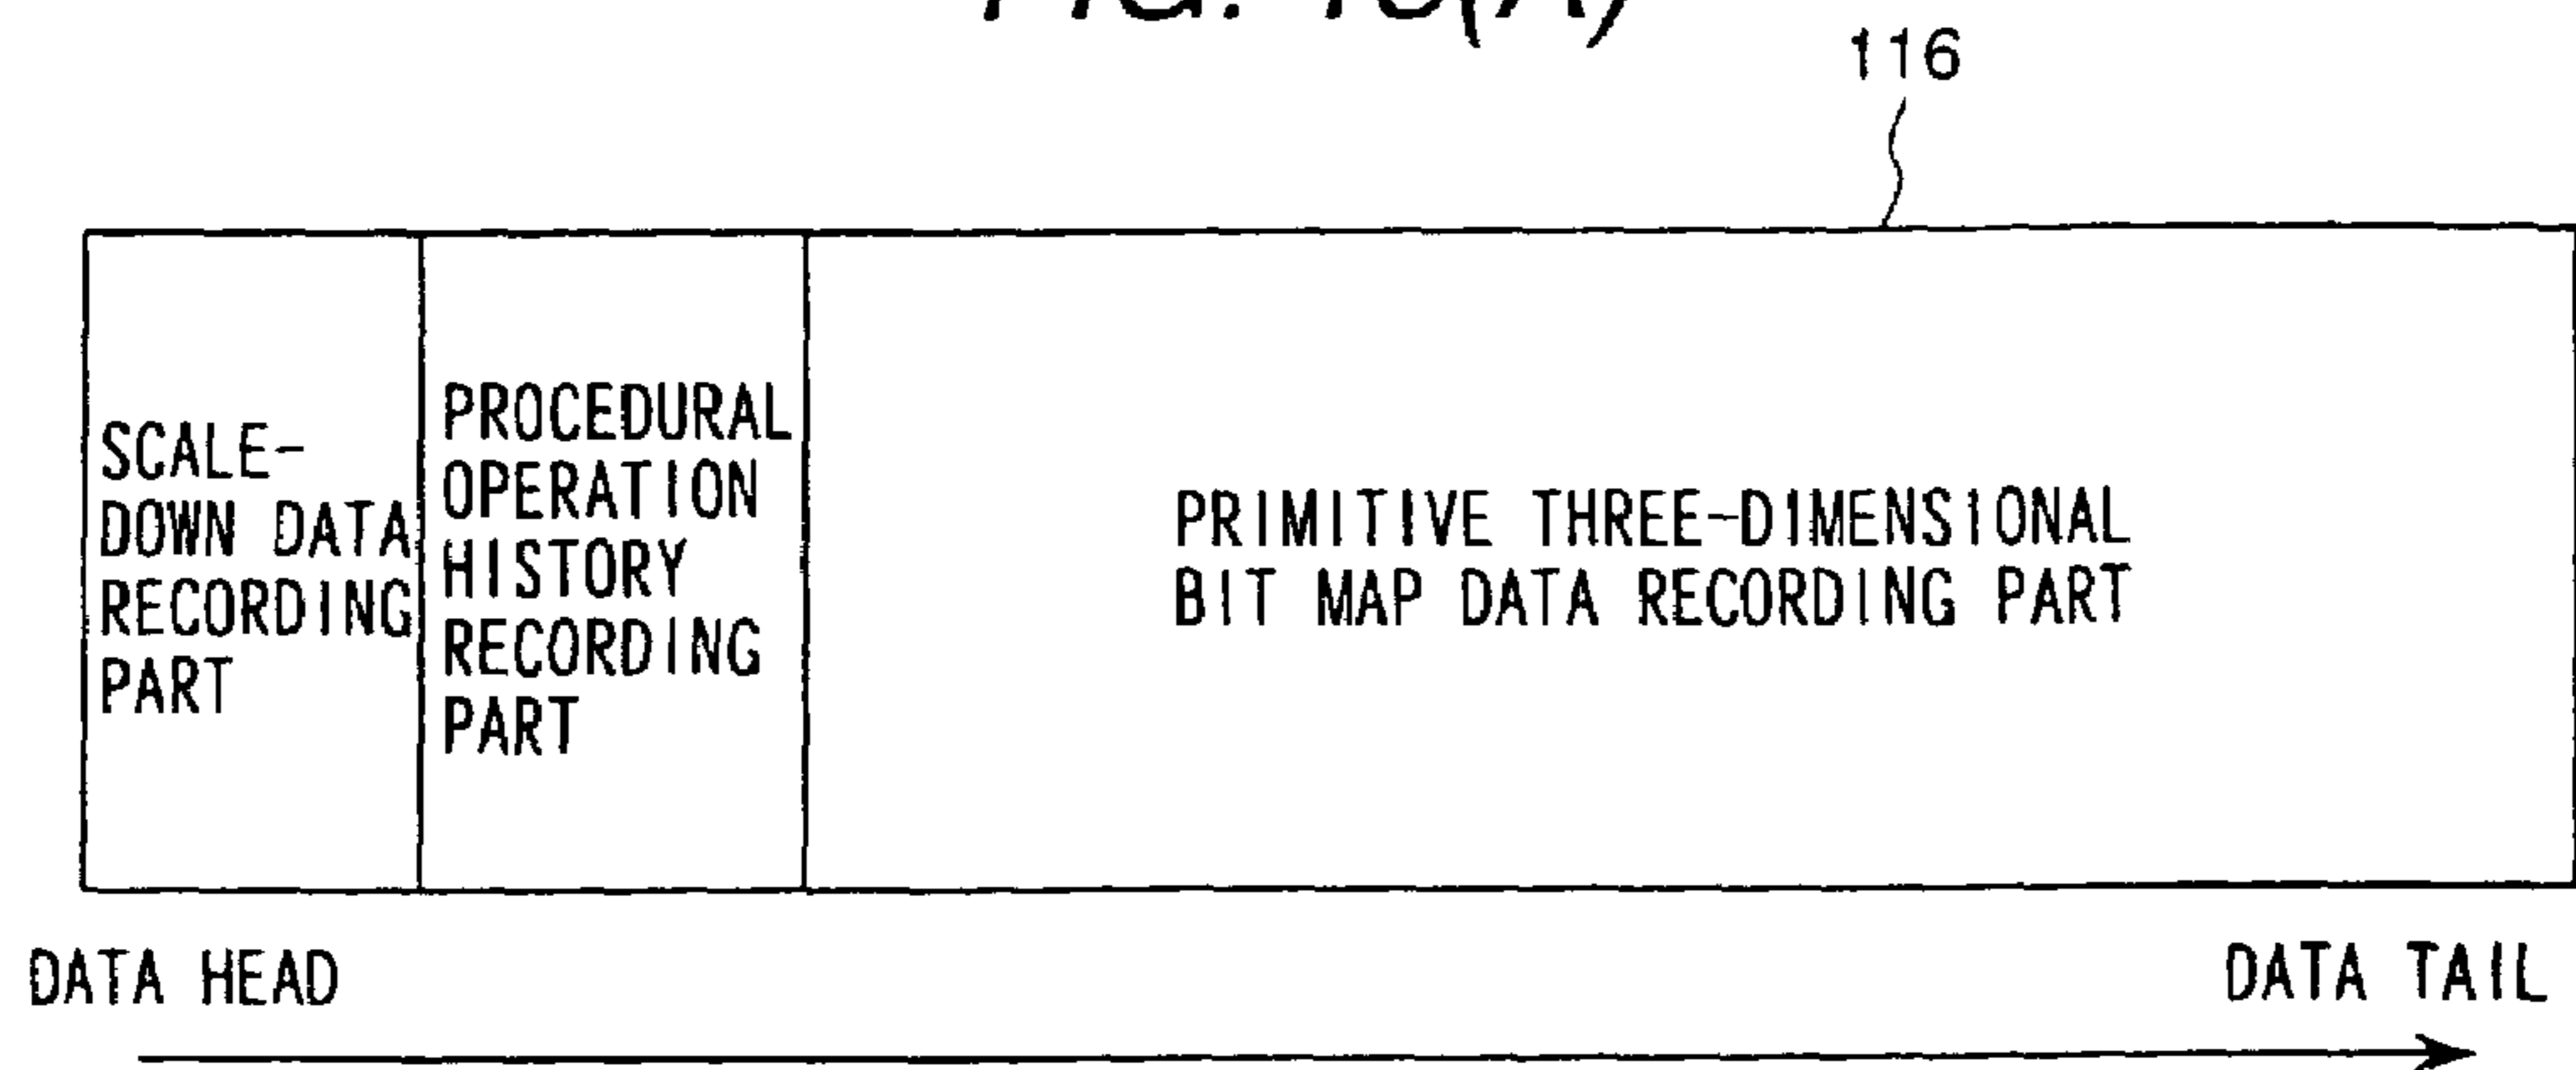 FIG.
116
SCALE-
DOWN DATA
RECORDING
PART
PROCEDURAL
OPERATION
HISTORY
RECORDING
PART
PRIMITIVE THREE-DIMENSIONAL
BIT MAP DATA RECORDING PART
DATA HEAD
DATA TAIL